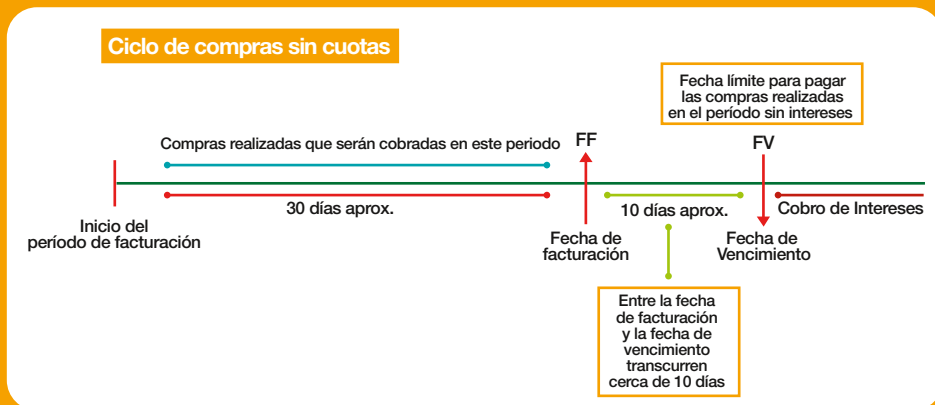 Ciclo de compras sin cuotas
Fecha límite para pagar
las compras realizadas
en el período sin intereses
Compras realizadas que serán cobradas en este periodo
FF
FV
30 días aprox.
10 días aprox.
Cobro de Intereses
Inicio del
período de facturación
Fecha de
facturación
Fecha de
Vencimiento
Entre la fecha
de facturación
y la fecha de
vencimiento
transcurren
cerca de 10 días